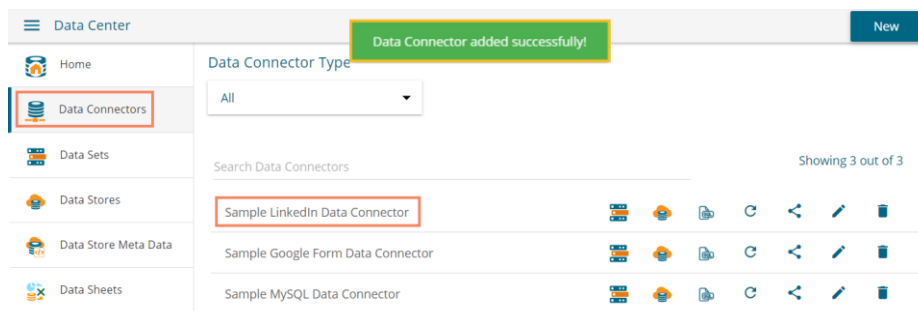 Data Center
Data Connector added successfully!
New
Home
Data Connectors
Data Sets
Data Stores
Data Store Meta Data
Data Sheets
Data Connector Type
All
Search Data Connectors
Showing 3 out of 3
Sample LinkedIn Data Connector
Sample Google Form Data Connector
Sample MySQL Data Connector